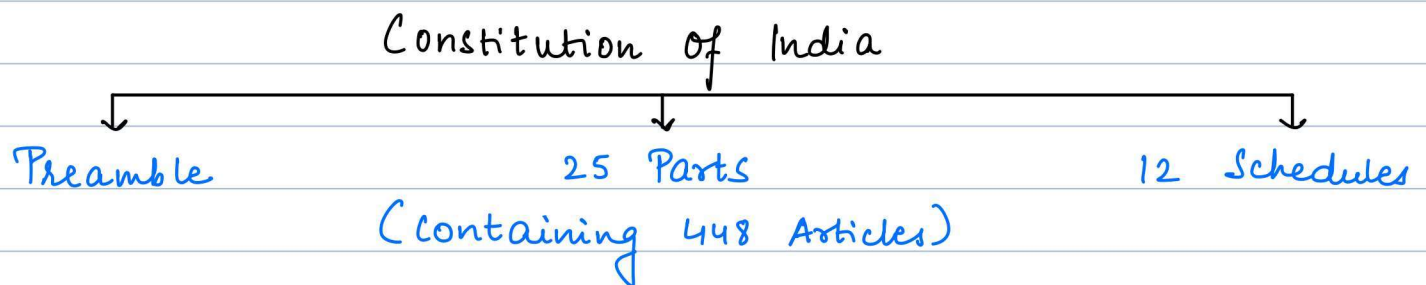 Constitution of India
Preamble 25 Parts 12 Schedules
(Containing 448 Articles)